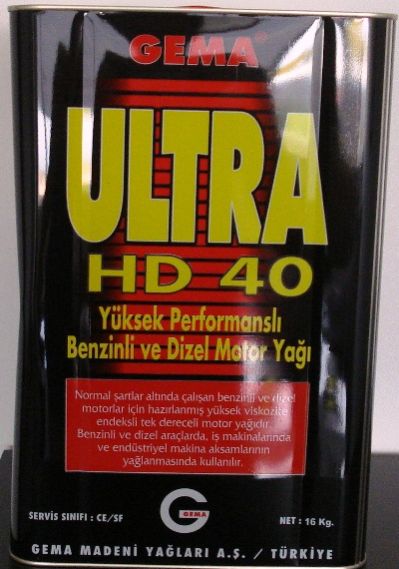 GEMA®
ULTRA
HD 40
Yüksek Performanslı
Benzinli ve Dizel Motor Yağı
Normal şartlar altında çalışan benzinli ve dizel
motorlar için hazırlanmış yüksek viskozite
endeksli tek dereceli motor yağıdır.
Benzinli ve dizel araçlarda, iş makinalarında
ve endüstriyel makina aksamlarının
yağlanmasında kullanılır.
GEMA
SERVİS SINIFI : CE/SF
NET : 16 Kg.
GEMA MADENİ YAĞLARI A.Ş. / TÜRKİYE